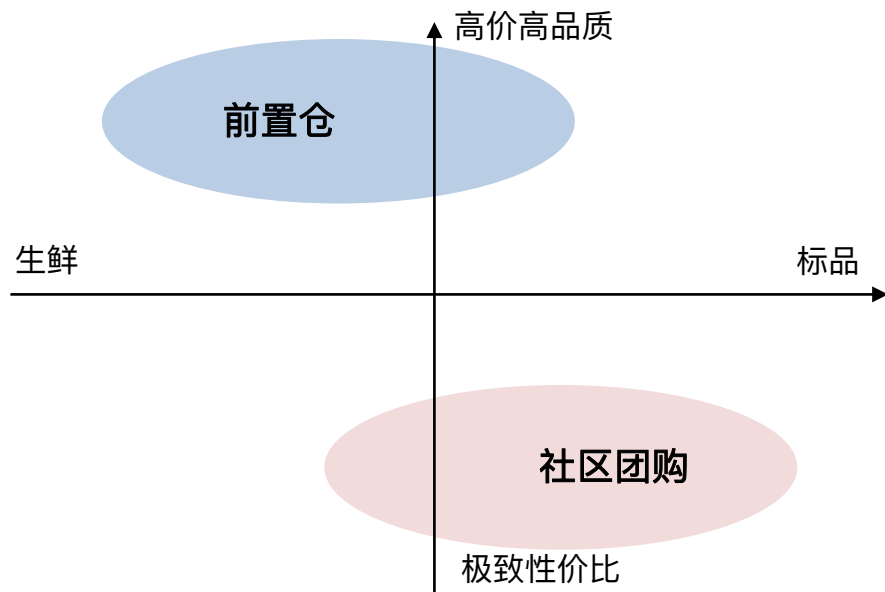 高价高品质
前置仓
生鲜
标品
社区团购
极致性价比